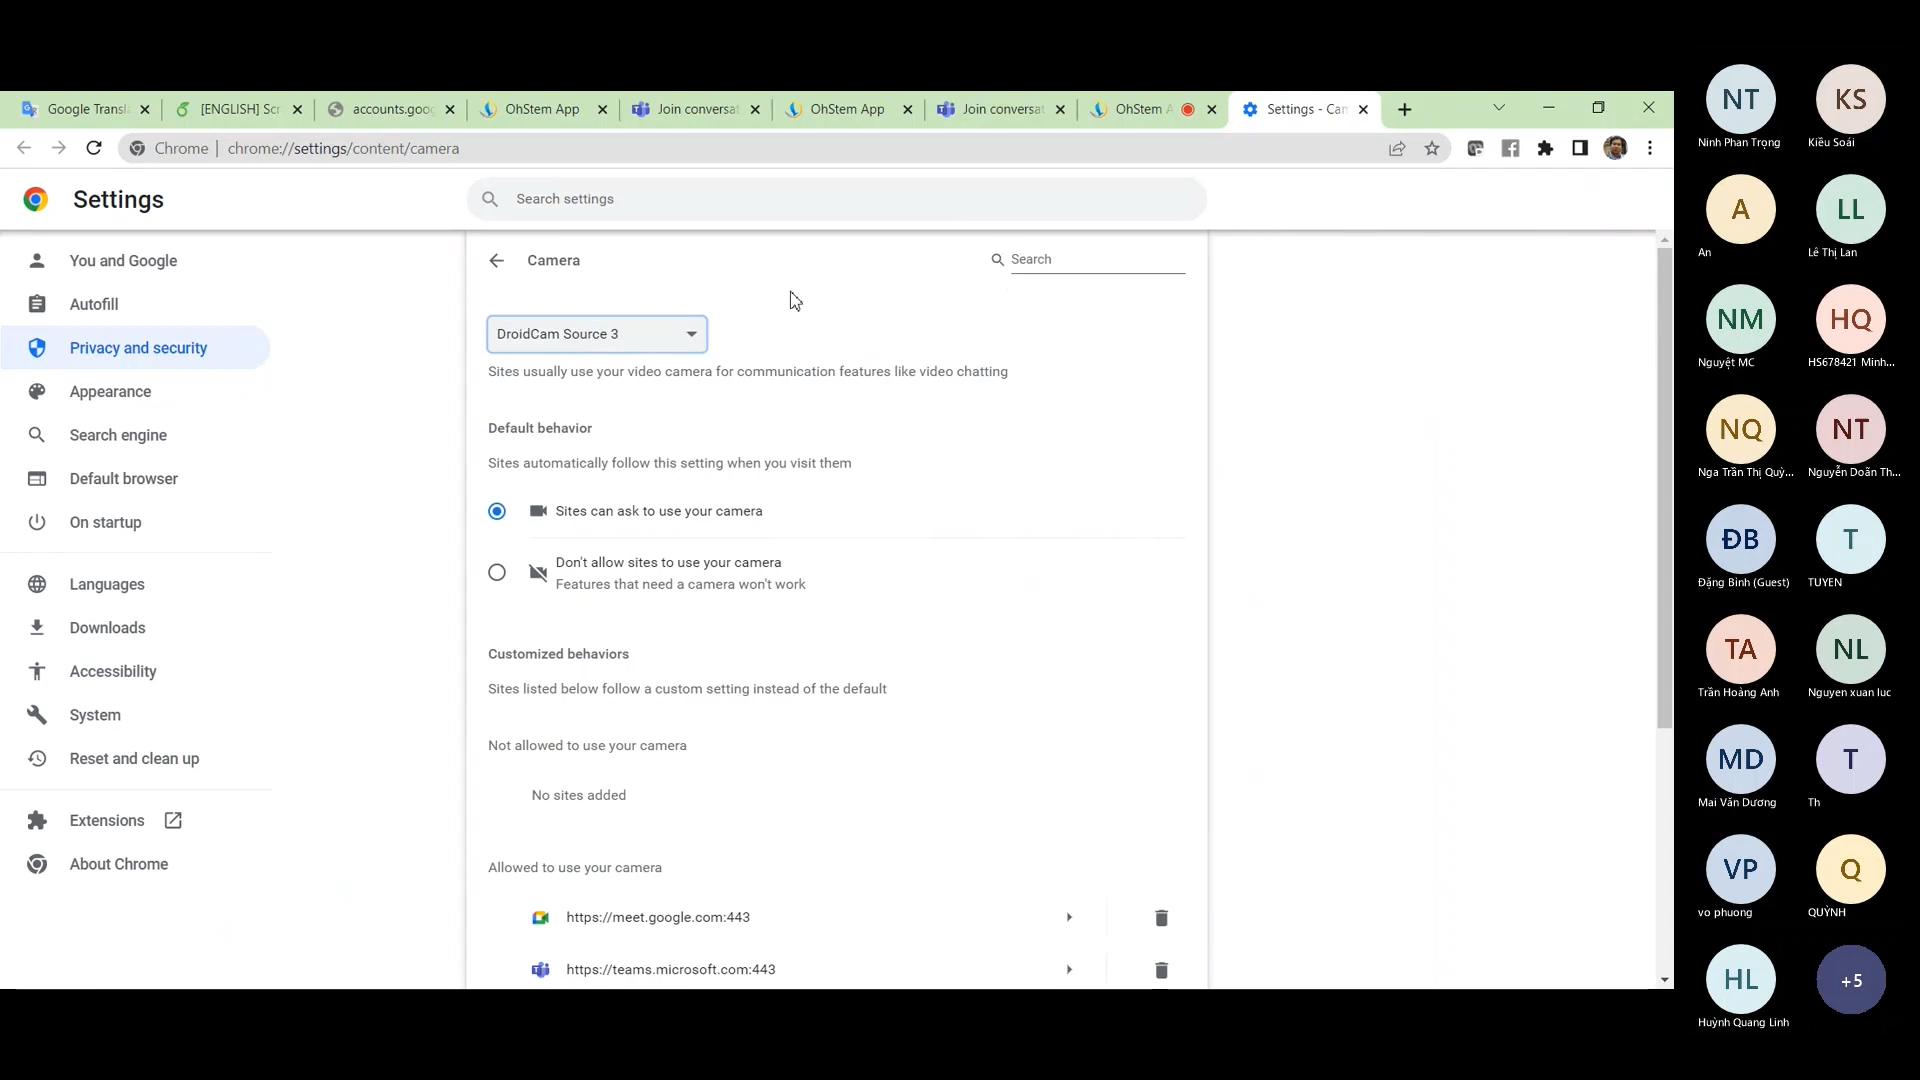 Google Transl
[ENGLISH] Scr
accounts.goog
OhStem App
Join conversat
OhStem App
Join conversat
OhStem A
Settings - Cam
Chrome
chrome://settings/content/camera
Settings
Search settings
You and Google
Autofill
Privacy and security
Appearance
Search engine
Default browser
On startup
Languages
Downloads
Accessibility
System
Reset and clean up
Extensions
About Chrome
Camera
Search
DroidCam Source 3
Sites usually use your video camera for communication features like video chatting
Default behavior
Sites automatically follow this setting when you visit them
Sites can ask to use your camera
Don't allow sites to use your camera
Features that need a camera won't work
Customized behaviors
Sites listed below follow a custom setting instead of the default
Not allowed to use your camera
No sites added
Allowed to use your camera
https://meet.google.com:443
https://teams.microsoft.com:443
NT
Ninh Phan Trọng
KS
Kiều Soái
A
An
LL
Lê Thị Lan
NM
Nguyệt MC
HQ
HS678421 Minh...
NQ
Nga Trần Thị Quỳ...
NT
Nguyễn Doãn Th...
ĐB
Đặng Bình (Guest)
T
TUYEN
TA
Trần Hoàng Anh
NL
Nguyen xuan luc
MD
Mai Văn Dương
T
Th
VP
vo phuong
Q
QUỲNH
HL
Huỳnh Quang Linh
+5